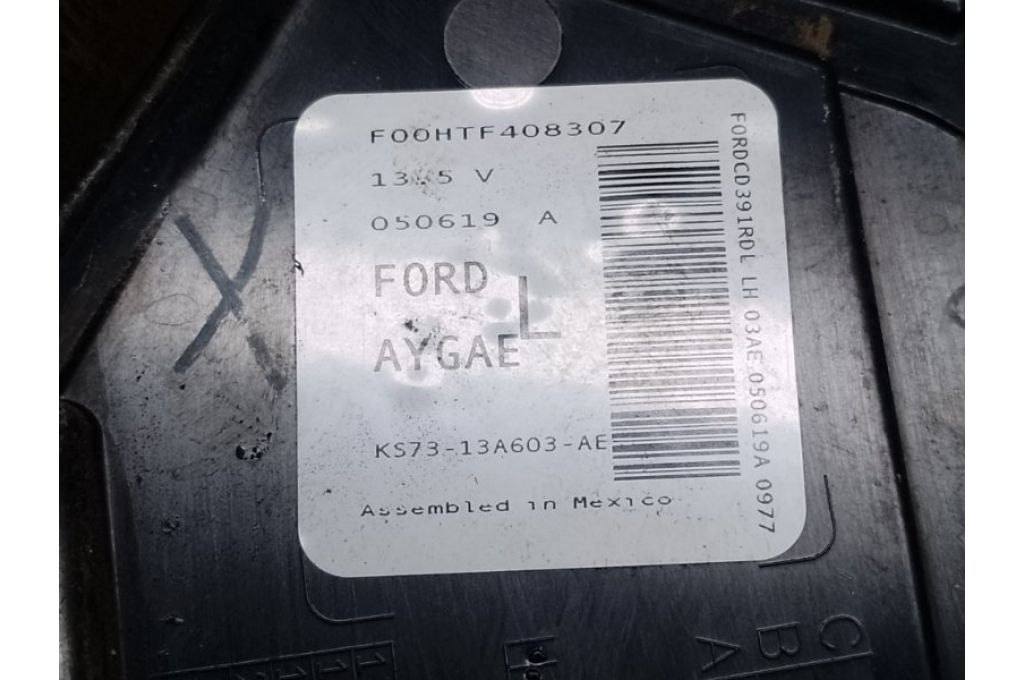 F00HTF408307
13.5 V
050619 A
FORD L
AYGAE
KS73-13A603-AE
Assembled in Mexico
FORDCD391RDL LH 03AE 050619A 0977
X
C
B
A